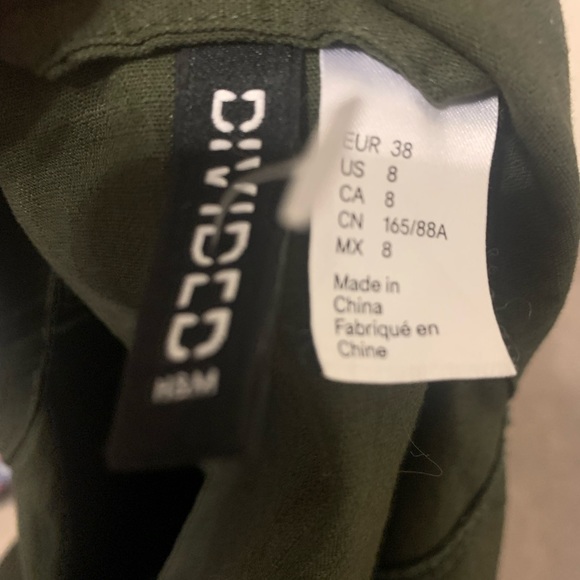 DIVIDED
H&M
EUR 38
US 8
CA 8
CN 165/88A
MX 8
Made in
China
Fabriqué en
Chine